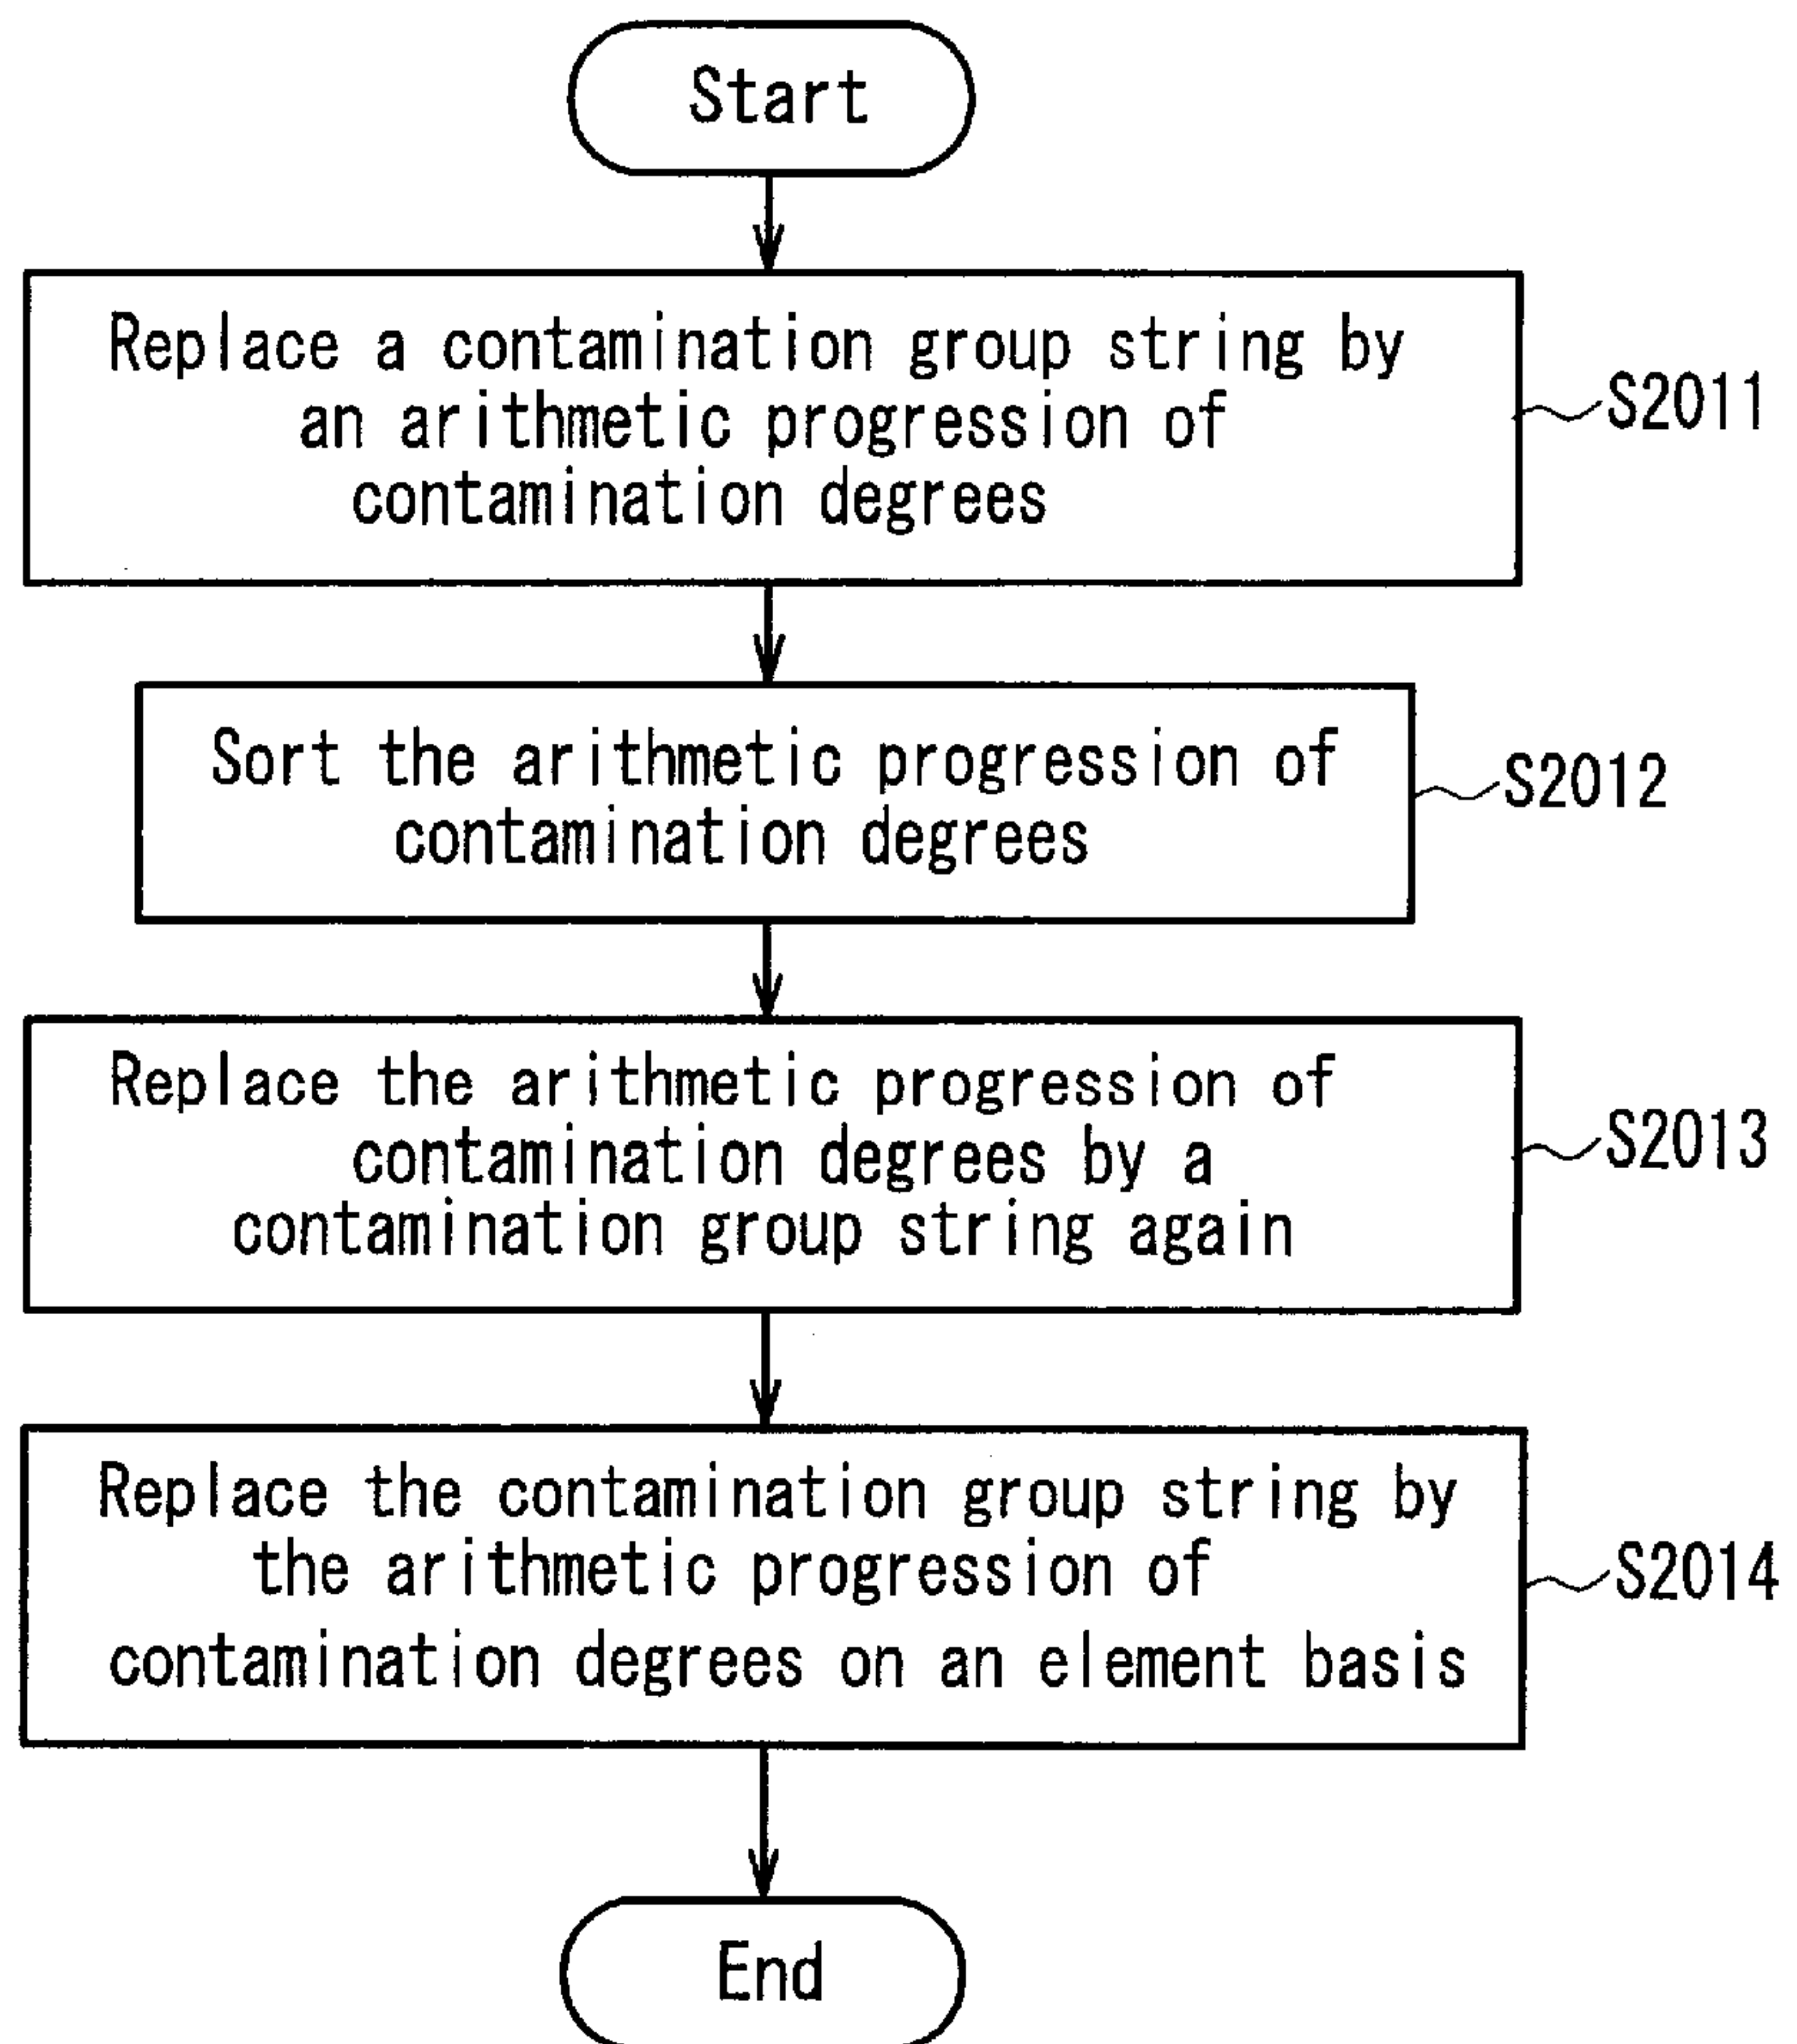 Start
Replace a contamination group string by
an arithmetic progression of
contamination degrees
S2011
Sort the arithmetic progression of
contamination degrees
S2012
Replace the arithmetic progression of
contamination degrees by a
contamination group string again
S2013
Replace the contamination group string by
the arithmetic progression of
contamination degrees on an element basis
S2014
End